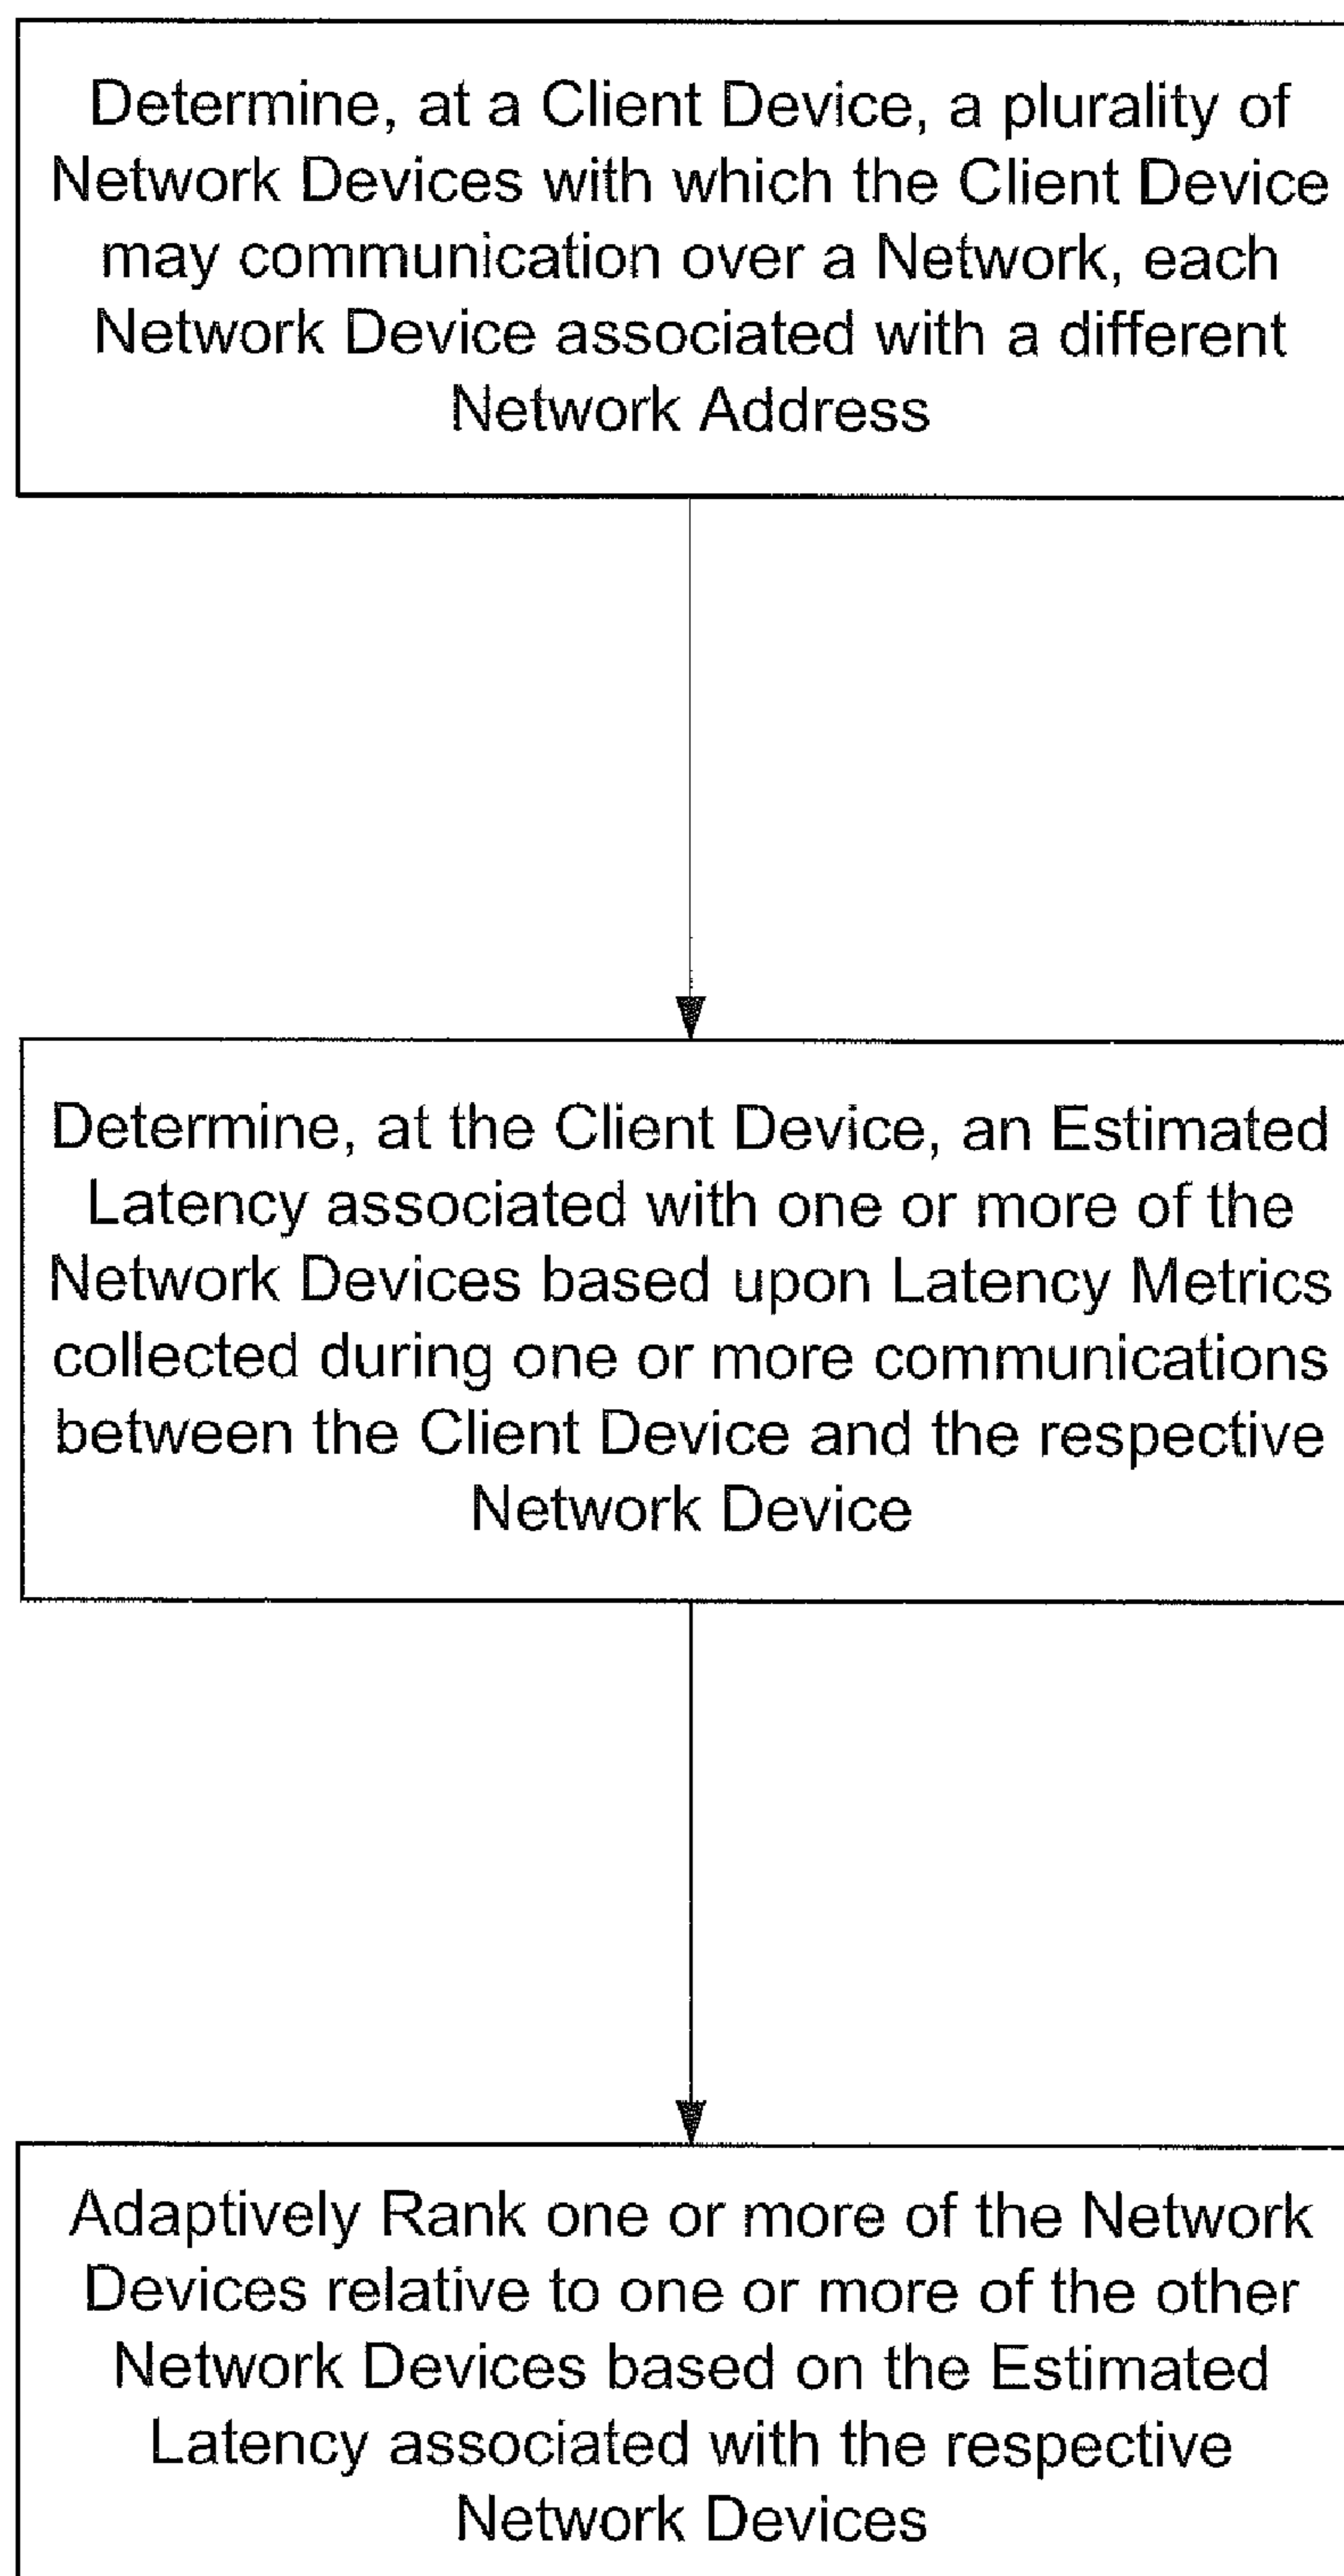 Determine, at a Client Device, a plurality of
Network Devices with which the Client Device
may communication over a Network, each
Network Device associated with a different
Network Address
Determine, at the Client Device, an Estimated
Latency associated with one or more of the
Network Devices based upon Latency Metrics
collected during one or more communications
between the Client Device and the respective
Network Device
Adaptively Rank one or more of the Network
Devices relative to one or more of the other
Network Devices based on the Estimated
Latency associated with the respective
Network Devices